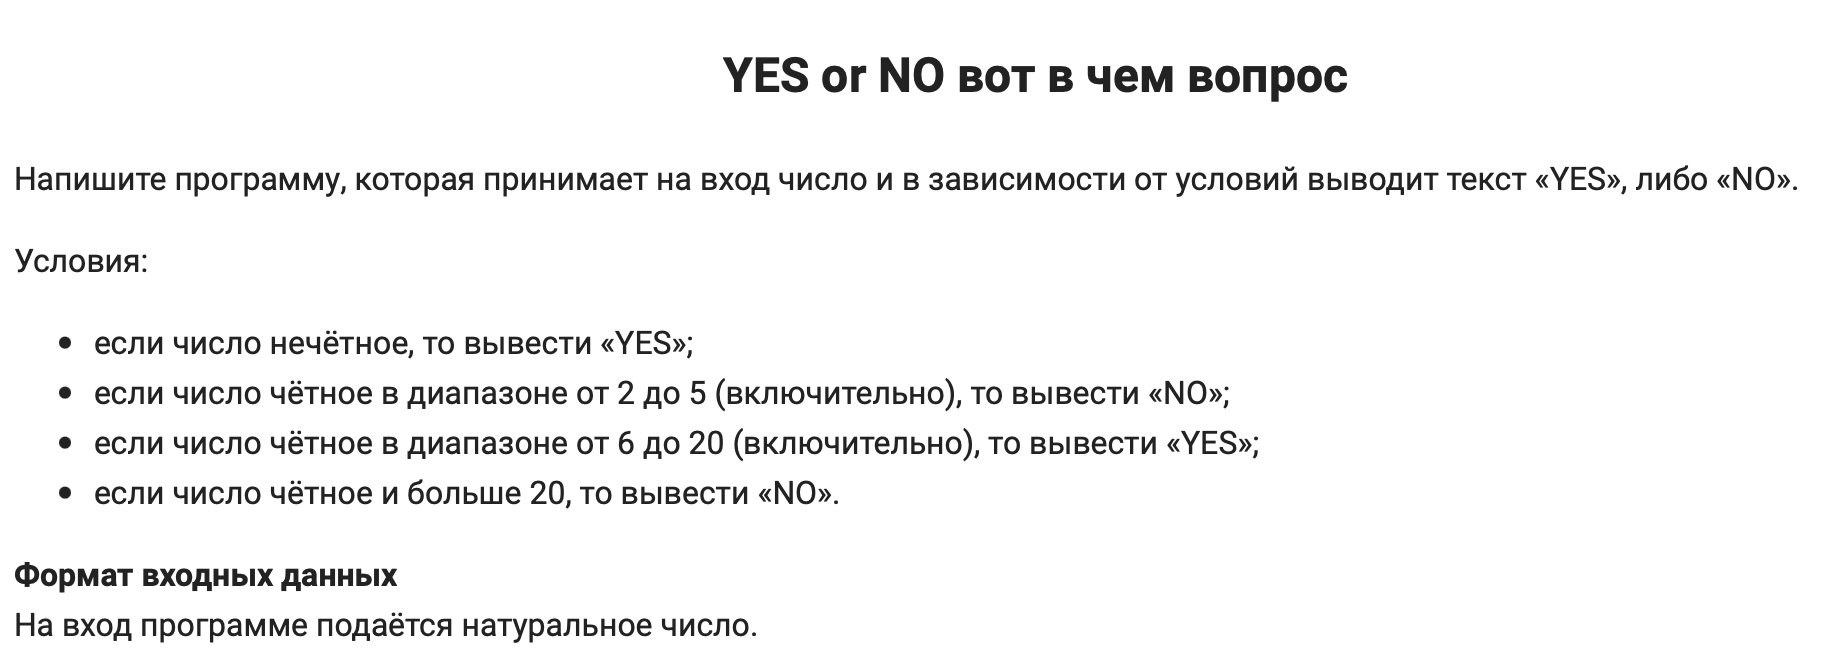 YES or NO вот в чем вопрос
Напишите программу, которая принимает на вход число и в зависимости от условий выводит текст «YES», либо «NO».
Условия:
• если число нечётное, то вывести «YES»;
• если число чётное в диапазоне от 2 до 5 (включительно), то вывести «NO»;
• если число чётное в диапазоне от 6 до 20 (включительно), то вывести «YES»;
• если число чётное и больше 20, то вывести «NO».
Формат входных данных
На вход программе подаётся натуральное число.